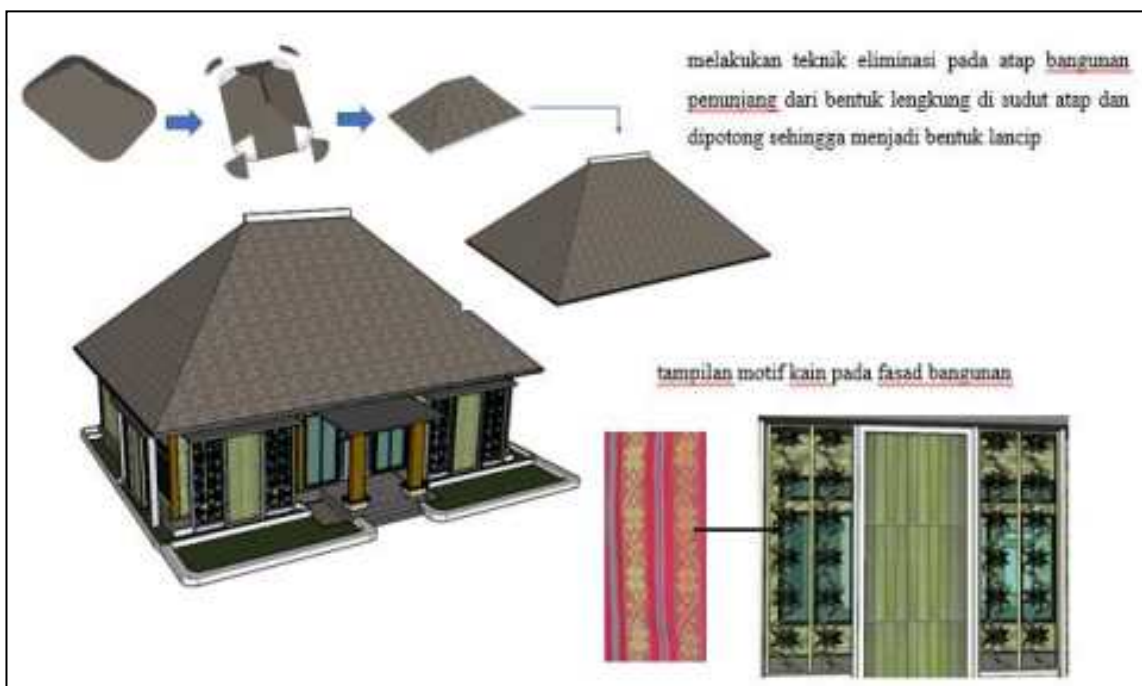 melakukan teknik eliminasi pada atap bangunan
penunjang dari bentuk lengkung di sudut atap dan
dipotong sehingga menjadi bentuk lancip
tampilan motif kain pada fasad bangunan